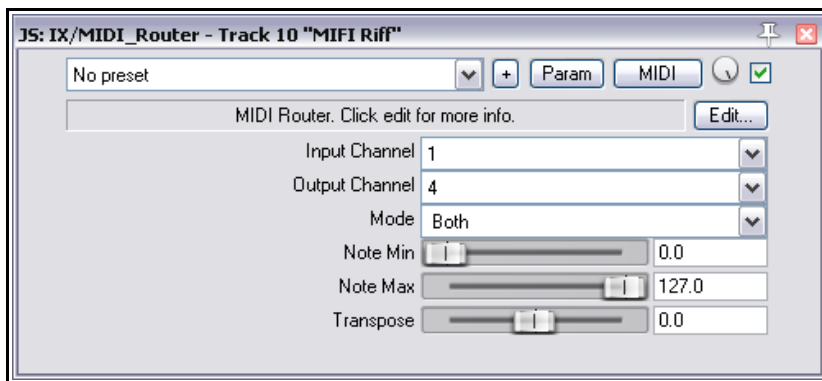 JS: IX/MIDI_Router - Track 10 "MIFI Riff"
No preset + Param MIDI
MIDI Router. Click edit for more info. Edit...
Input Channel 1
Output Channel 4
Mode Both
Note Min 0.0
Note Max 127.0
Transpose 0.0